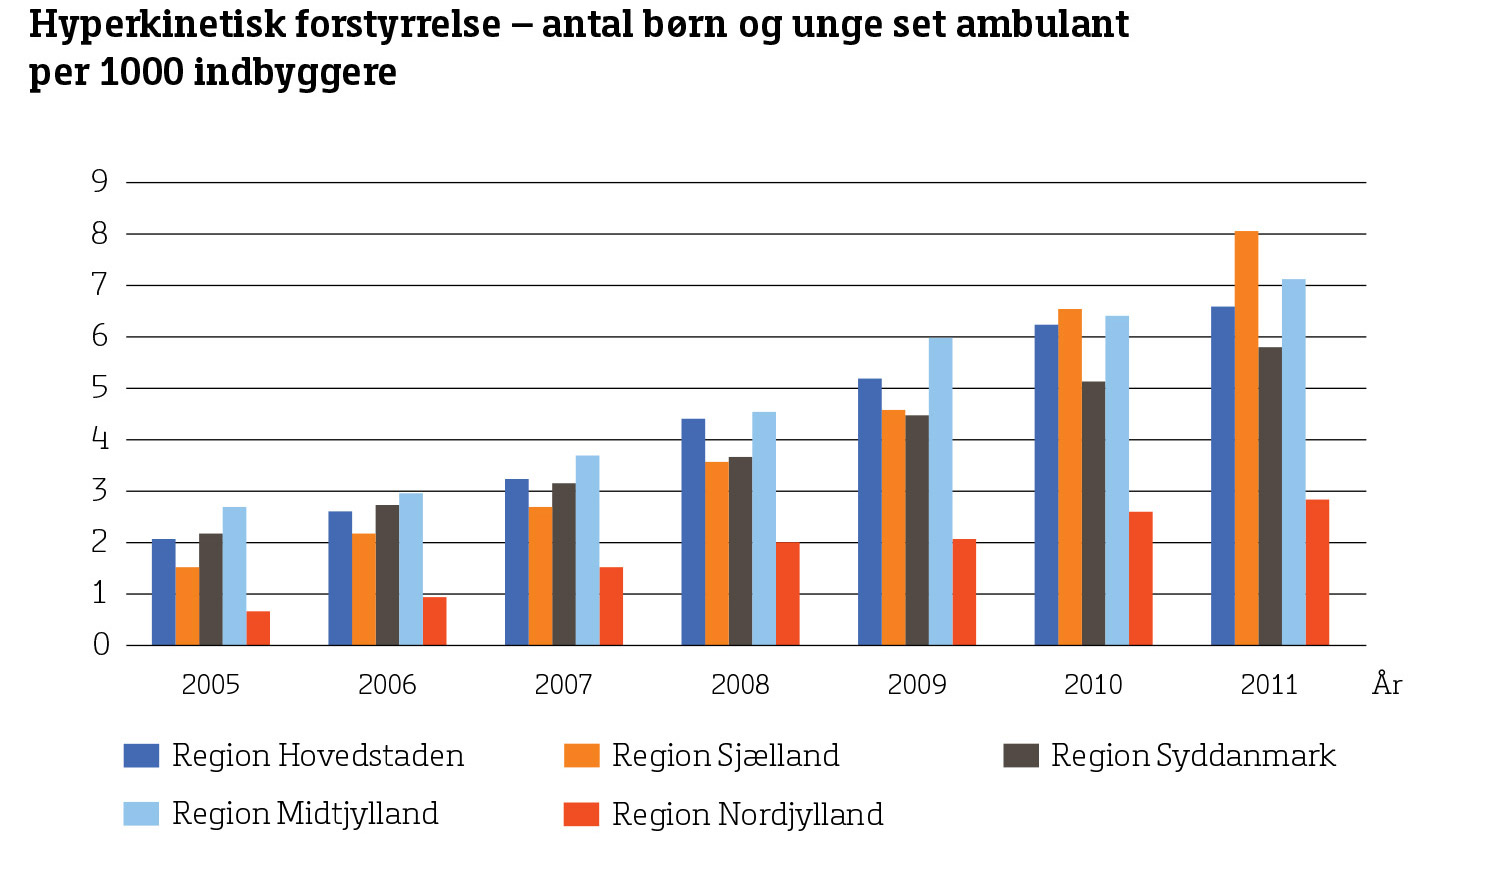 Hyperkinetisk forstyrrelse – antal børn og unge set ambulant
per 1000 indbyggere
9
8
7
6
5
4
3
2
1
0
2005 2006 2007 2008 2009 2010 2011 År
Region Hovedstaden Region Sjælland Region Syddanmark
Region Midtjylland Region Nordjylland